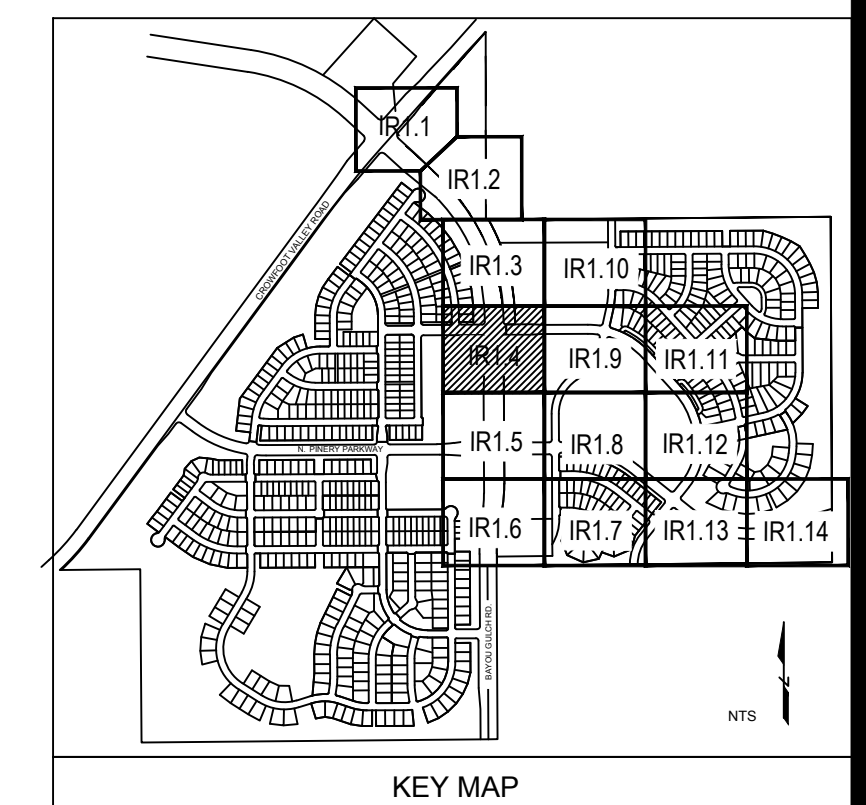 IR1.1
IR1.2
CROWFOOT VALLEY ROAD
IR1.3
IR1.10
IR1.4
IR1.9
IR1.11
N. PINERY PARKWAY
IR1.5
IR1.8
IR1.12
IR1.6
IR1.7
IR1.13
IR1.14
BAYOU GULCH RD.
Z
NTS
KEY MAP